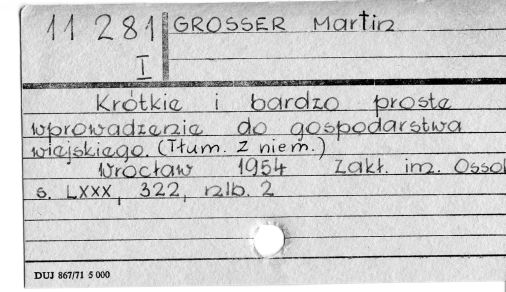 11 281 GROSSER Martin
I
Krótkie i bardzo proste
wprowadzenie do gospodarstwa
wiejskiego. (Tłum. z niem.)
Wrocław 1954 Zakł. im. Ossol
s. LXXX, 322, nlb. 2
DUJ 867/71 5 000